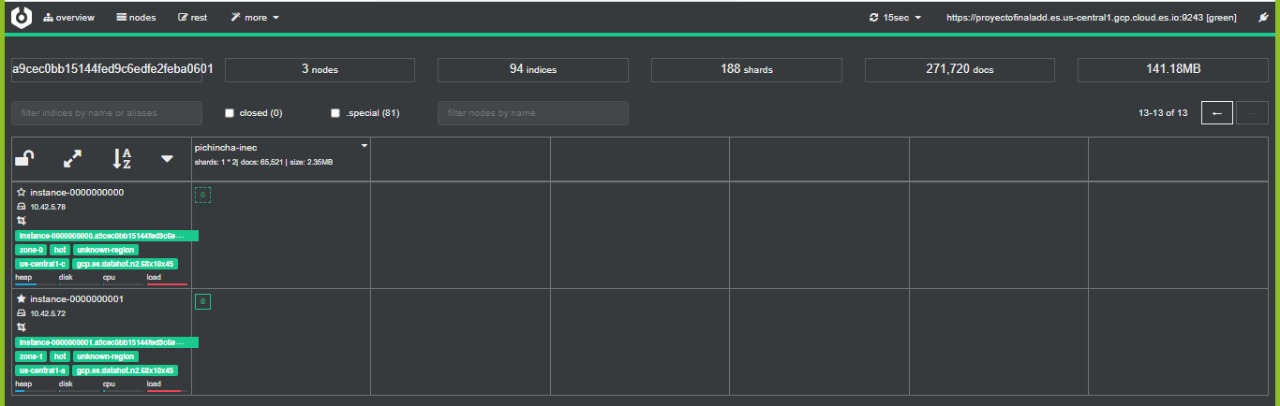 overview nodes rest more 15sec https://proyectofinaladd.es.us-central1.gcp.cloud.es.io:9243 [green]
a9cec0bb15144fed9c6edfe2feba0601 3 nodes 94 indices 188 shards 271,720 docs 141.18MB
filter indices by name or aliases closed (0) .special (81) filter nodes by name 13-13 of 13
pichincha-inec
shards: 1 * 2| docs: 65,521 | size: 2.35MB
instance-0000000000 0
10.42.5.78
instance-0000000000.a9cec0bb15144fed9c6e...
zone-0 hot unknown-region
us-central1-c gcp.es.datahot.n2.68x10x45
heap disk cpu load
instance-0000000001 0
10.42.5.72
instance-0000000001.a9cec0bb15144fed9c6e...
zone-1 hot unknown-region
us-central1-a gcp.es.datahot.n2.68x10x45
heap disk cpu load